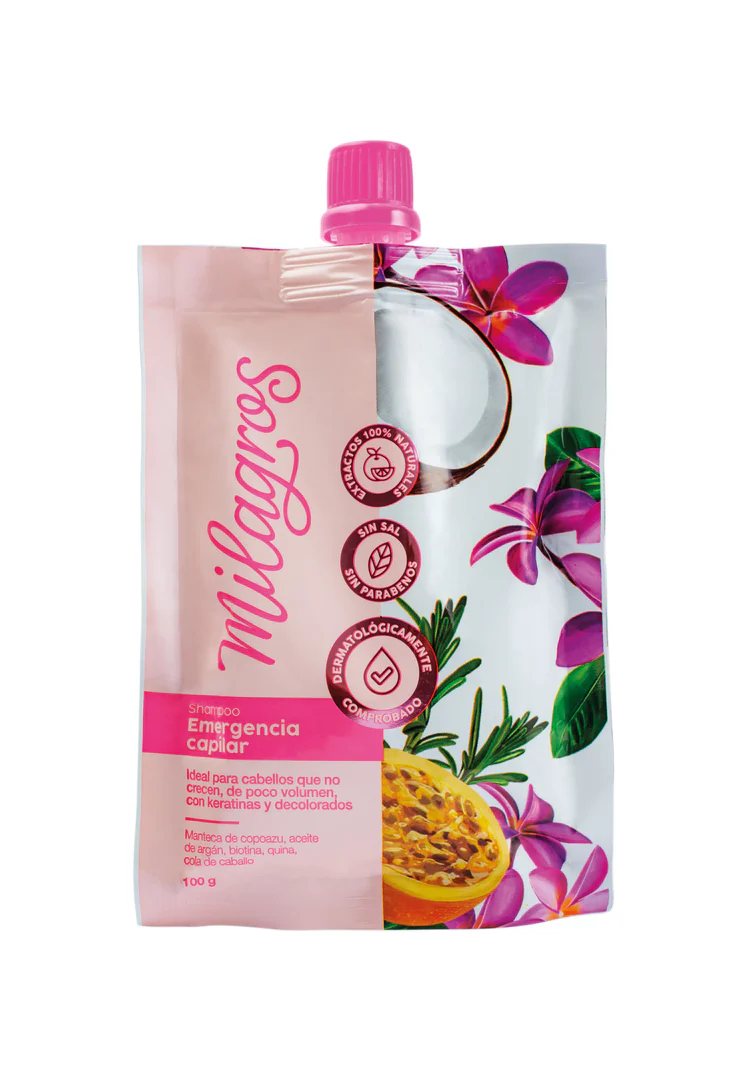 milagros
EXTRACTOS 100% NATURALES
SIN SAL
SIN PARABENOS
DERMATOLÓGICAMENTE
COMPROBADO
Shampoo
Emergencia
capilar
Ideal para cabellos que no
crecen, de poco volumen,
con keratinas y decolorados
Manteca de copoazu, aceite
de argán, biotina, quina,
cola de caballo
100 g